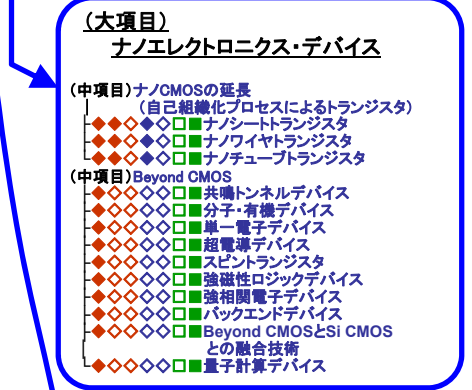 (大項目)
ナノエレクトロニクス・デバイス
(中項目)ナノCMOSの延長
(自己組織化プロセスによるトランジスタ)
◆◆◇◆◇□■ナノシートトランジスタ
◆◆◇◆◇□■ナノワイヤトランジスタ
◆◆◇◆◇□■ナノチューブトランジスタ
(中項目)Beyond CMOS
◆◇◇◇◇□■共鳴トンネルデバイス
◆◇◇◇◇□■分子・有機デバイス
◆◇◇◇◇□■単一電子デバイス
◆◇◇◇◇□■超電導デバイス
◆◇◇◇◇□■スピントランジスタ
◆◇◇◇◇□■強磁性ロジックデバイス
◆◇◇◇◇□■強相関電子デバイス
◆◇◇◇◇□■バックエンドデバイス
◆◇◇◇◇□■Beyond CMOSとSi CMOS
との融合技術
◆◇◇◇◇□■量子計算デバイス